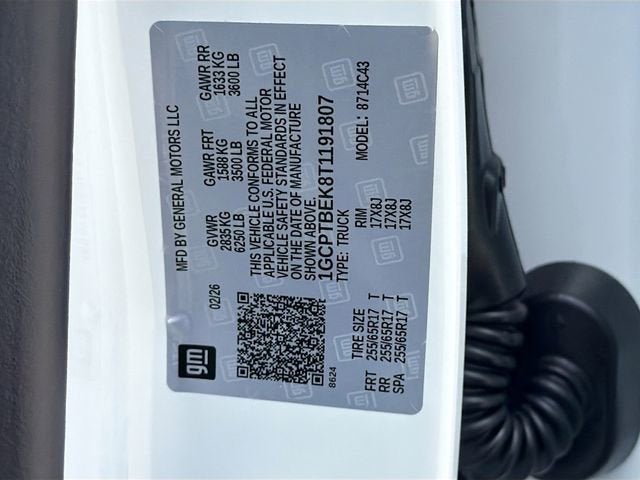 gm
MFD BY GENERAL MOTORS LLC
02/26
GVWR GAWR FRT GAWR RR
2835 KG 1588 KG 1633 KG
6250 LB 3500 LB 3600 LB
THIS VEHICLE CONFORMS TO ALL
APPLICABLE U.S. FEDERAL MOTOR
VEHICLE SAFETY STANDARDS IN EFFECT
ON THE DATE OF MANUFACTURE
SHOWN ABOVE.
1GCPTBEK8T1191807
TYPE: TRUCK MODEL: 8714C43
8624
TIRE SIZE RIM
FRT 255/65R17 T 17X8J
RR 255/65R17 T 17X8J
SPA 255/65R17 T 17X8J